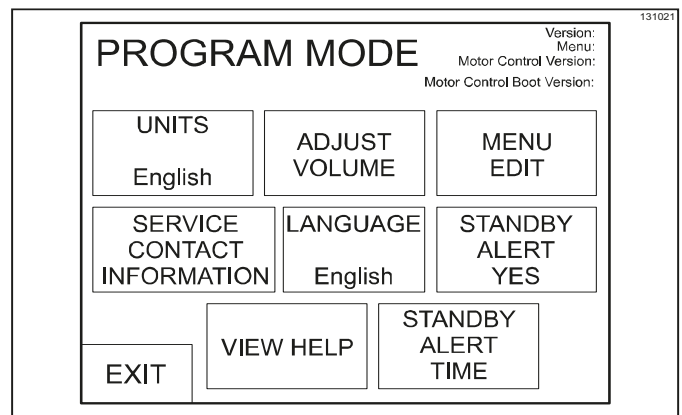 131021
PROGRAM MODE
Version:
Menu:
Motor Control Version:
Motor Control Boot Version:
UNITS
English
ADJUST
VOLUME
MENU
EDIT
SERVICE
CONTACT
INFORMATION
LANGUAGE
English
STANDBY
ALERT
YES
EXIT
VIEW HELP
STANDBY
ALERT
TIME